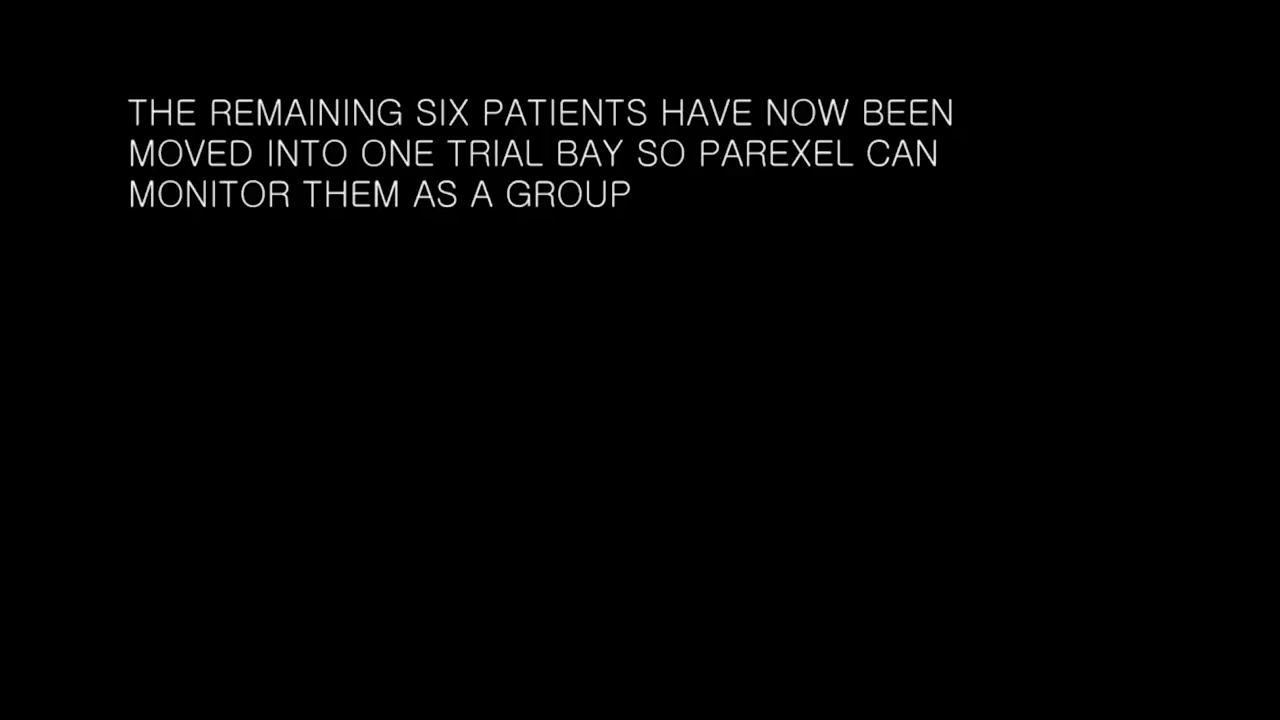 THE REMAINING SIX PATIENTS HAVE NOW BEEN
MOVED INTO ONE TRIAL BAY SO PAREXEL CAN
MONITOR THEM AS A GROUP